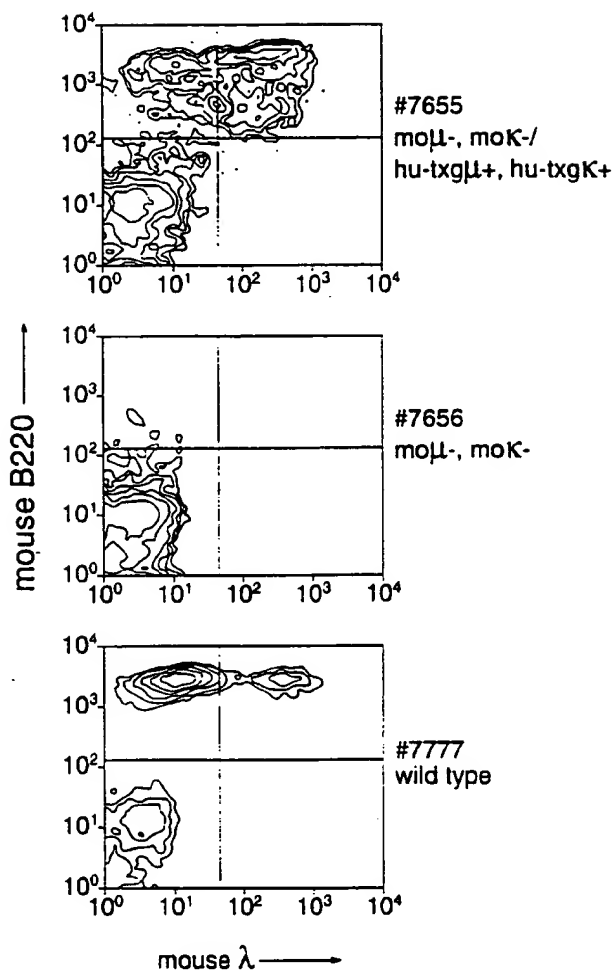 10⁴
10³
10²
10¹
10⁰
10⁰ 10¹ 10² 10³ 10⁴
#7655
moμ-, moκ-/
hu-txgμ+, hu-txgκ+
10⁴
10³
10²
10¹
10⁰
10⁰ 10¹ 10² 10³ 10⁴
#7656
moμ-, moκ-
mouse B220
10⁴
10³
10²
10¹
10⁰
10⁰ 10¹ 10² 10³ 10⁴
#7777
wild type
mouse λ